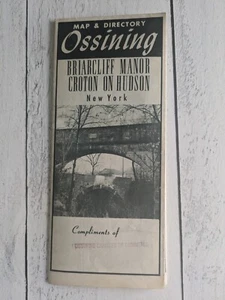 MAP & DIRECTORY
Ossining
BRIARCLIFF MANOR
CROTON ON HUDSON
New York
Compliments of